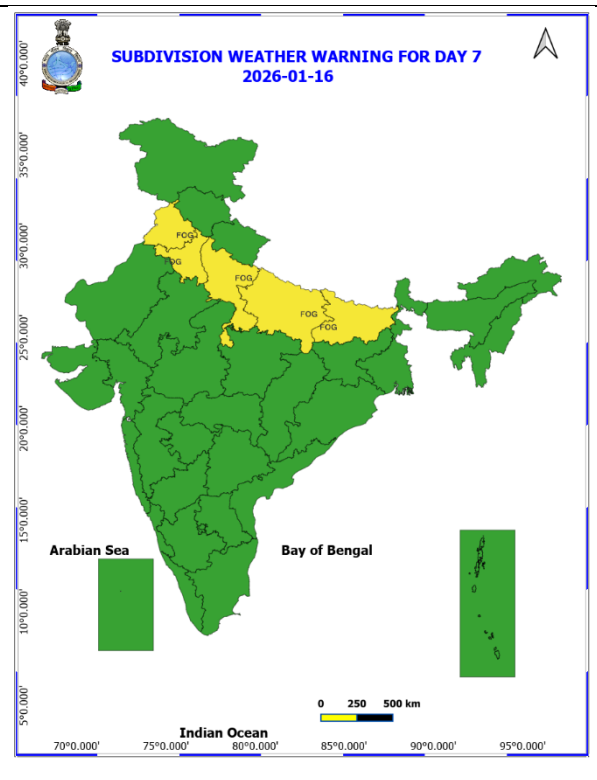 SUBDIVISION WEATHER WARNING FOR DAY 7
2026-01-16
40°0.000'
35°0.000'
30°0.000'
25°0.000'
20°0.000'
15°0.000'
10°0.000'
5°0.000'
FOG
FOG
FOG
FOG
FOG
Arabian Sea
Bay of Bengal
0 250 500 km
Indian Ocean
70°0.000' 75°0.000' 80°0.000' 85°0.000' 90°0.000' 95°0.000'